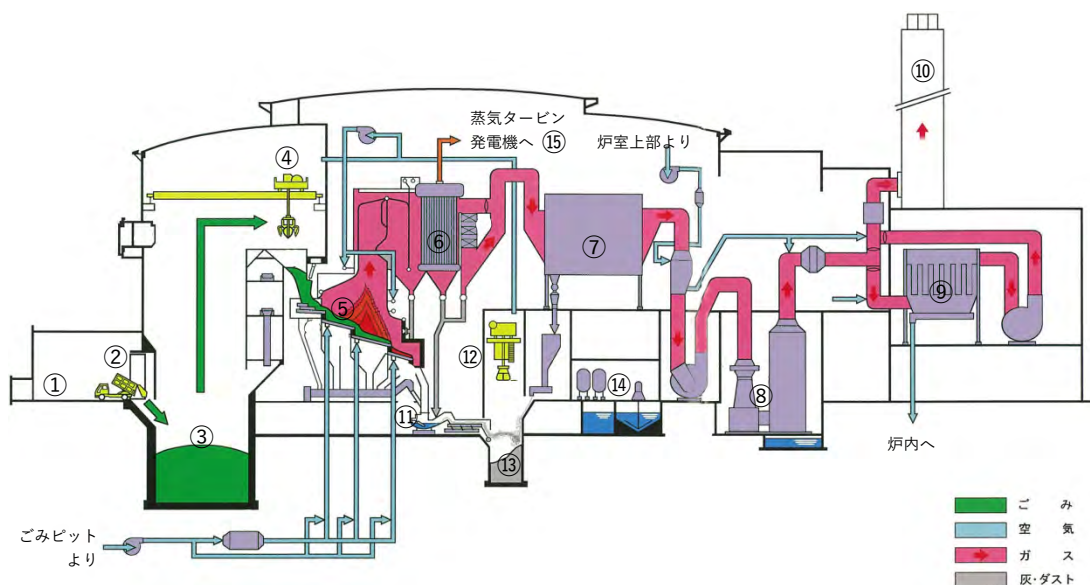 ⑩
蒸気タービン
発電機へ ⑮
炉室上部より
④
⑥
⑦
⑤
⑨
②
①
⑫
⑭
⑧
⑪
③
⑬
炉内へ
ごみピット
より
ごみ
空気
ガス
灰・ダスト